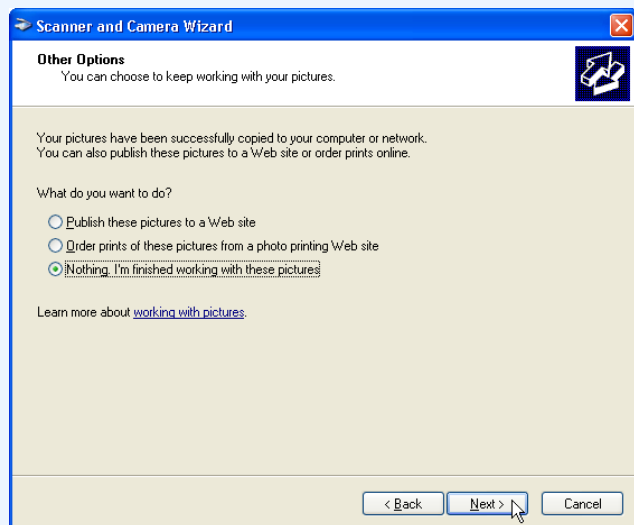 Scanner and Camera Wizard
Other Options
You can choose to keep working with your pictures.
Your pictures have been successfully copied to your computer or network.
You can also publish these pictures to a Web site or order prints online.
What do you want to do?
Publish these pictures to a Web site
Order prints of these pictures from a photo printing Web site
Nothing. I'm finished working with these pictures
Learn more about working with pictures.
< Back Next > Cancel